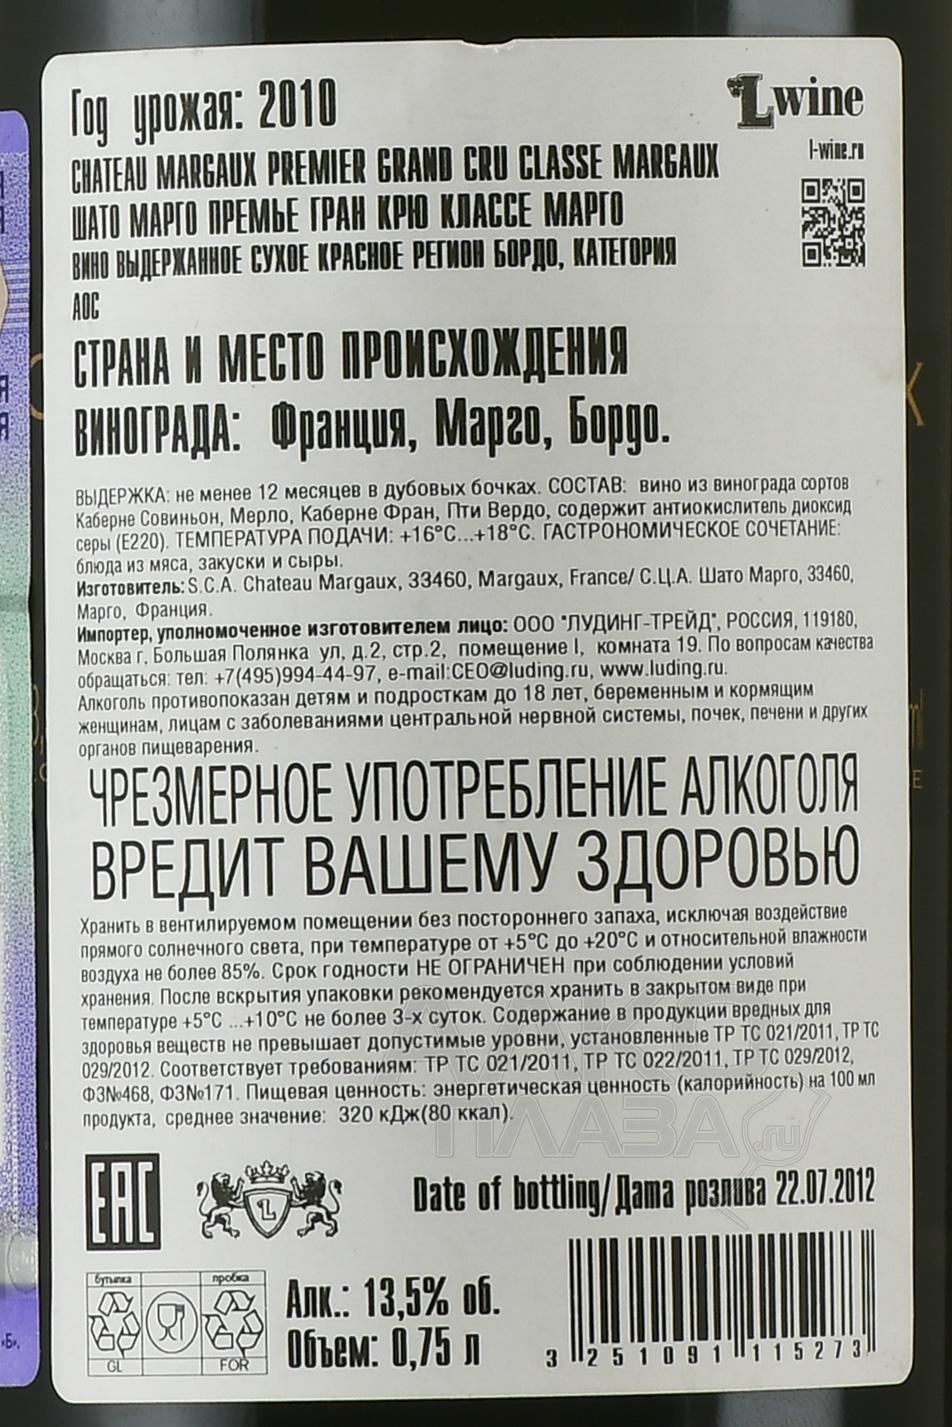 Год урожая: 2010
Lwine
l-wine.ru
CHATEAU MARGAUX PREMIER GRAND CRU CLASSE MARGAUX
ШАТО МАРГО ПРЕМЬЕ ГРАН КРЮ КЛАССЕ МАРГО
ВИНО ВЫДЕРЖАННОЕ СУХОЕ КРАСНОЕ РЕГИОН БОРДО, КАТЕГОРИЯ
АОС
СТРАНА И МЕСТО ПРОИСХОЖДЕНИЯ
ВИНОГРАДА: Франция, Марго, Бордо.
ВЫДЕРЖКА: не менее 12 месяцев в дубовых бочках. СОСТАВ: вино из винограда сортов
Каберне Совиньон, Мерло, Каберне Фран, Пти Вердо, содержит антиокислитель диоксид
серы (Е220). ТЕМПЕРАТУРА ПОДАЧИ: +16°С...+18°С. ГАСТРОНОМИЧЕСКОЕ СОЧЕТАНИЕ:
блюда из мяса, закуски и сыры.
Изготовитель: S.C.A. Chateau Margaux, 33460, Margaux, France/ С.Ц.А. Шато Марго, 33460,
Марго, Франция.
Импортер, уполномоченное изготовителем лицо: ООО "ЛУДИНГ-ТРЕЙД", РОССИЯ, 119180,
Москва г, Большая Полянка ул, д.2, стр.2, помещение I, комната 19. По вопросам качества
обращаться: тел: +7(495)994-44-97, e-mail:CEO@luding.ru, www.luding.ru.
Алкоголь противопоказан детям и подросткам до 18 лет, беременным и кормящим
женщинам, лицам с заболеваниями центральной нервной системы, почек, печени и других
органов пищеварения.
ЧРЕЗМЕРНОЕ УПОТРЕБЛЕНИЕ АЛКОГОЛЯ
ВРЕДИТ ВАШЕМУ ЗДОРОВЬЮ
Хранить в вентилируемом помещении без постороннего запаха, исключая воздействие
прямого солнечного света, при температуре от +5°С до +20°С и относительной влажности
воздуха не более 85%. Срок годности НЕ ОГРАНИЧЕН при соблюдении условий
хранения. После вскрытия упаковки рекомендуется хранить в закрытом виде при
температуре +5°С ...+10°С не более 3-х суток. Содержание в продукции вредных для
здоровья веществ не превышает допустимые уровни, установленные ТР ТС 021/2011, ТР ТС
029/2012. Соответствует требованиям: ТР ТС 021/2011, ТР ТС 022/2011, ТР ТС 029/2012,
ФЗ№468, ФЗ№171. Пищевая ценность: энергетическая ценность (калорийность) на 100 мл
продукта, среднее значение: 320 кДж(80 ккал).
ПЛАЗА.ru
EAC
L
Date of bottling/Дата розлива 22.07.2012
бутылка пробка
GL FOR
Алк.: 13,5% об.
Объем: 0,75 л
3 251091 115273
«Б».